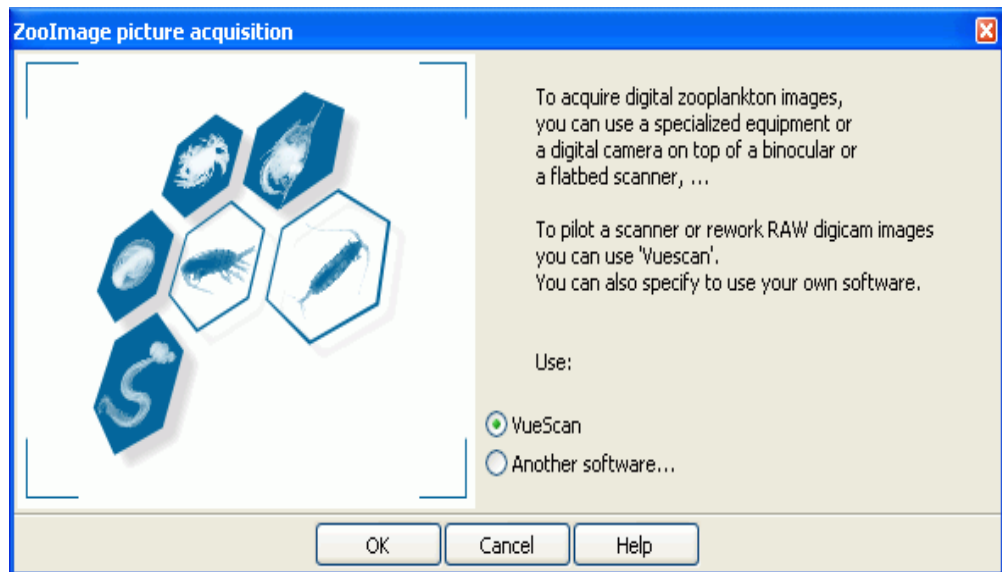 ZooImage picture acquisition
To acquire digital zooplankton images,
you can use a specialized equipment or
a digital camera on top of a binocular or
a flatbed scanner, ...
To pilot a scanner or rework RAW digicam images
you can use 'Vuescan'.
You can also specify to use your own software.
Use:
VueScan
Another software...
OK
Cancel
Help